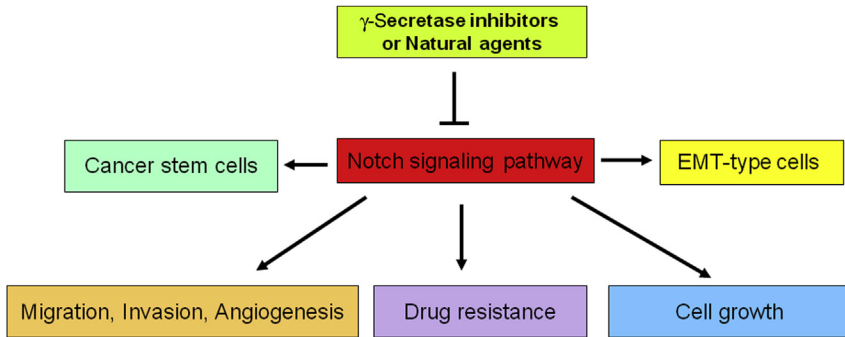 γ-Secretase inhibitors
or Natural agents
Cancer stem cells
Notch signaling pathway
EMT-type cells
Migration, Invasion, Angiogenesis
Drug resistance
Cell growth